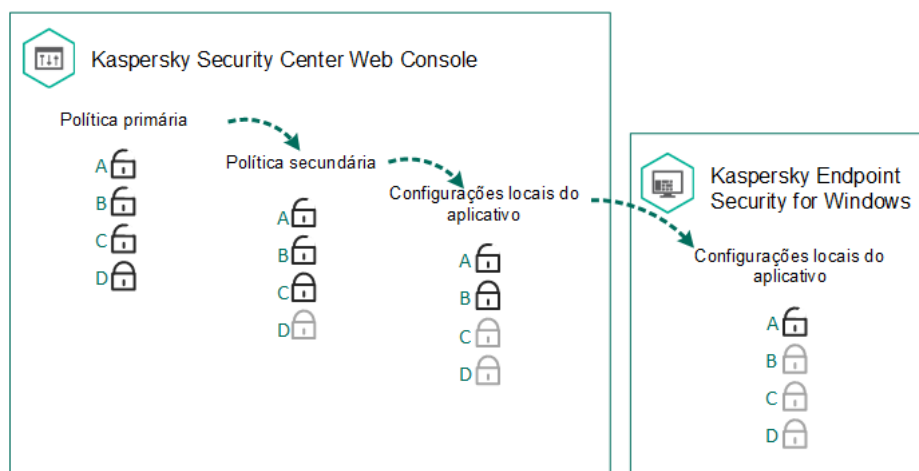 Kaspersky Security Center Web Console
Política primária
A
B
C
D
Política secundária
A
B
C
D
Configurações locais do
aplicativo
A
B
C
D
Kaspersky Endpoint
Security for Windows
Configurações locais do
aplicativo
A
B
C
D